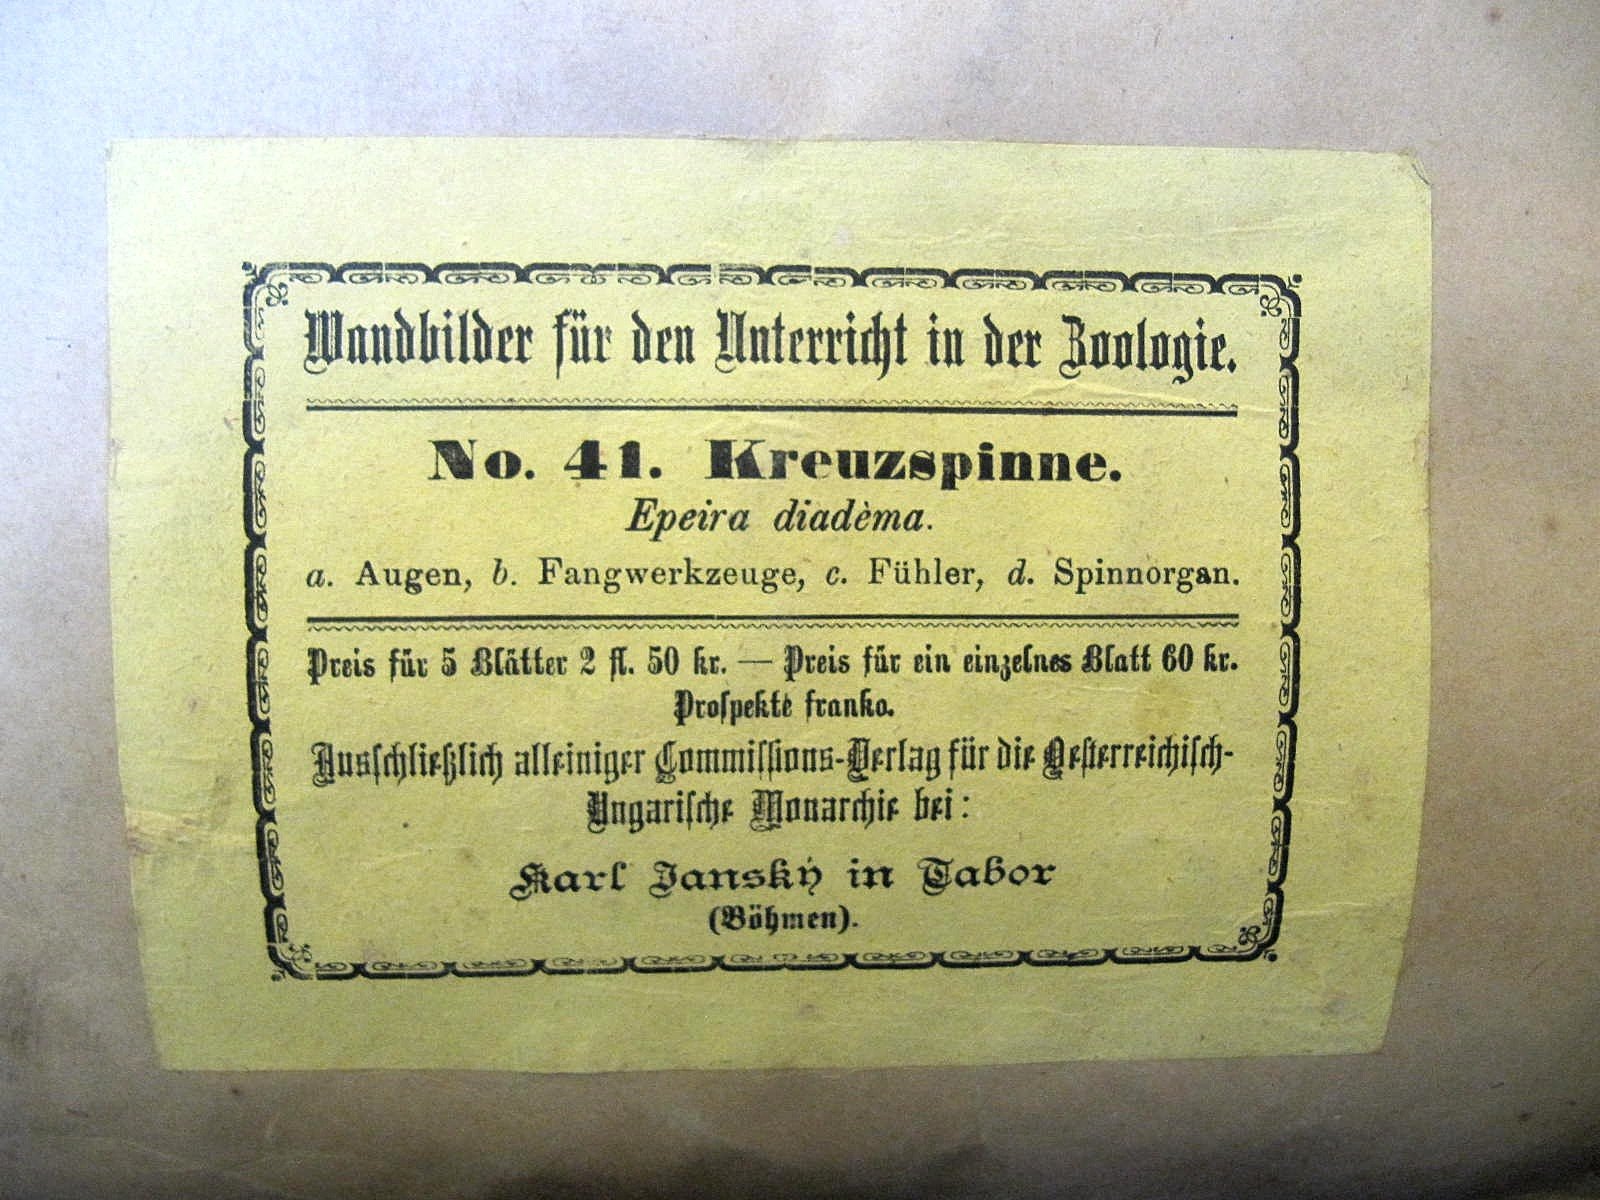 Wandbilder für den Unterricht in der Zoologie.
No. 41. Kreuzspinne.
Epeira diadèma.
a. Augen, b. Fangwerkzeuge, c. Fühler, d. Spinnorgan.
Preis für 5 Blätter 2 fl. 50 kr. — Preis für ein einzelnes Blatt 60 kr.
Proſpekte franko.
Ausſchließlich alleiniger Commiſſions-Verlag für die Oeſterreichiſch-
Ungariſche Monarchie bei:
Karl Janský in Tabor
(Böhmen).